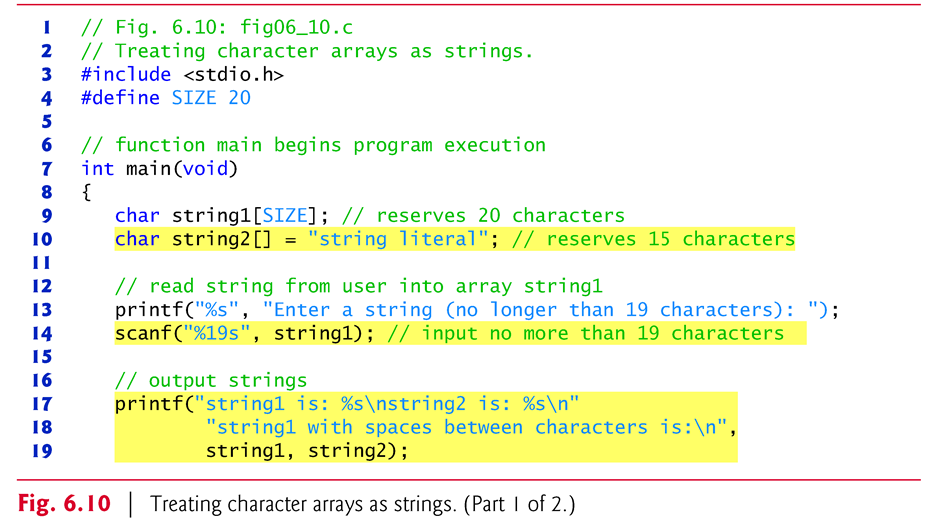 1 // Fig. 6.10: fig06_10.c
2 // Treating character arrays as strings.
3 #include <stdio.h>
4 #define SIZE 20
5
6 // function main begins program execution
7 int main(void)
8 {
9 char string1[SIZE]; // reserves 20 characters
10 char string2[] = "string literal"; // reserves 15 characters
11
12 // read string from user into array string1
13 printf("%s", "Enter a string (no longer than 19 characters): ");
14 scanf("%19s", string1); // input no more than 19 characters
15
16 // output strings
17 printf("string1 is: %s\nstring2 is: %s\n"
18 "string1 with spaces between characters is:\n",
19 string1, string2);
Fig. 6.10 | Treating character arrays as strings. (Part 1 of 2.)